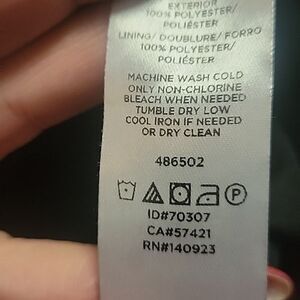 EXTERIOR
100% POLYESTER/
POLIÉSTER
LINING/ DOUBLURE/ FORRO
100% POLYESTER/
POLIÉSTER
MACHINE WASH COLD
ONLY NON-CHLORINE
BLEACH WHEN NEEDED
TUMBLE DRY LOW
COOL IRON IF NEEDED
OR DRY CLEAN
486502
P
ID#70307
CA#57421
RN#140923